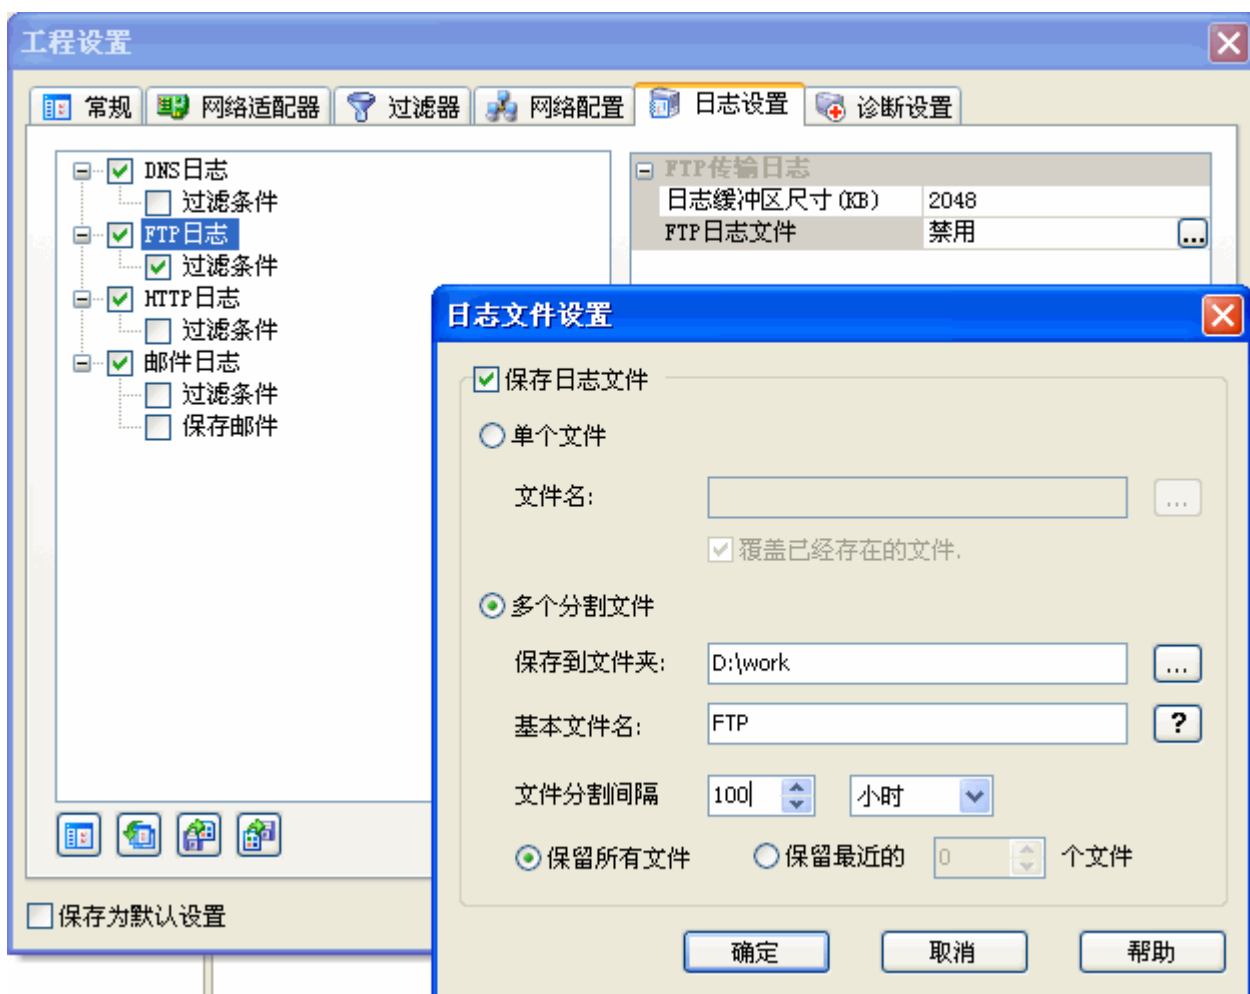 工程设置
常规 网络适配器 过滤器 网络配置 日志设置 诊断设置
DNS日志
过滤条件
FTP日志
过滤条件
HTTP日志
过滤条件
邮件日志
过滤条件
保存邮件
FTP传输日志
日志缓冲区尺寸(KB) 2048
FTP日志文件 禁用 ...
保存为默认设置
日志文件设置
保存日志文件
单个文件
文件名: ...
覆盖已经存在的文件.
多个分割文件
保存到文件夹: D:\work ...
基本文件名: FTP ?
文件分割间隔 100 小时
保留所有文件 保留最近的 0 个文件
确定 取消 帮助